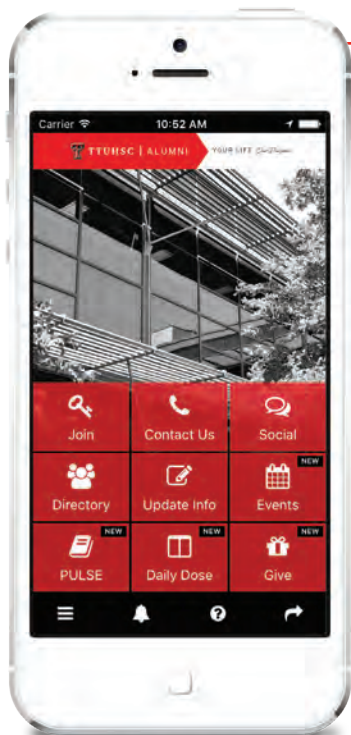 Carrier 10:52 AM
TTUHSC | ALUMNI YOUR LIFE
Join Contact Us Social
NEW
Directory Update Info Events
NEW NEW NEW
PULSE Daily Dose Give